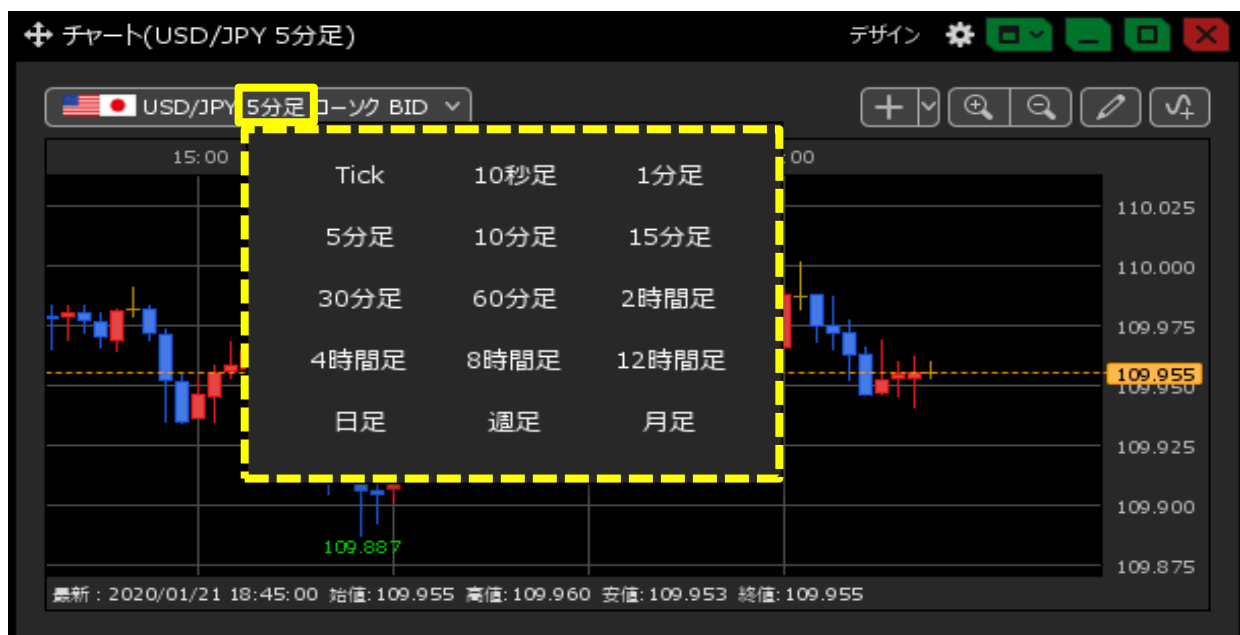 チャート(USD/JPY 5分足)
デザイン
USD/JPY 5分足 ローソク BID
15:00
:00
Tick 10秒足 1分足
5分足 10分足 15分足
30分足 60分足 2時間足
4時間足 8時間足 12時間足
日足 週足 月足
110.025
110.000
109.975
109.955
109.950
109.925
109.900
109.887
109.875
最新：2020/01/21 18:45:00 始値:109.955 高値:109.960 安値:109.953 終値:109.955